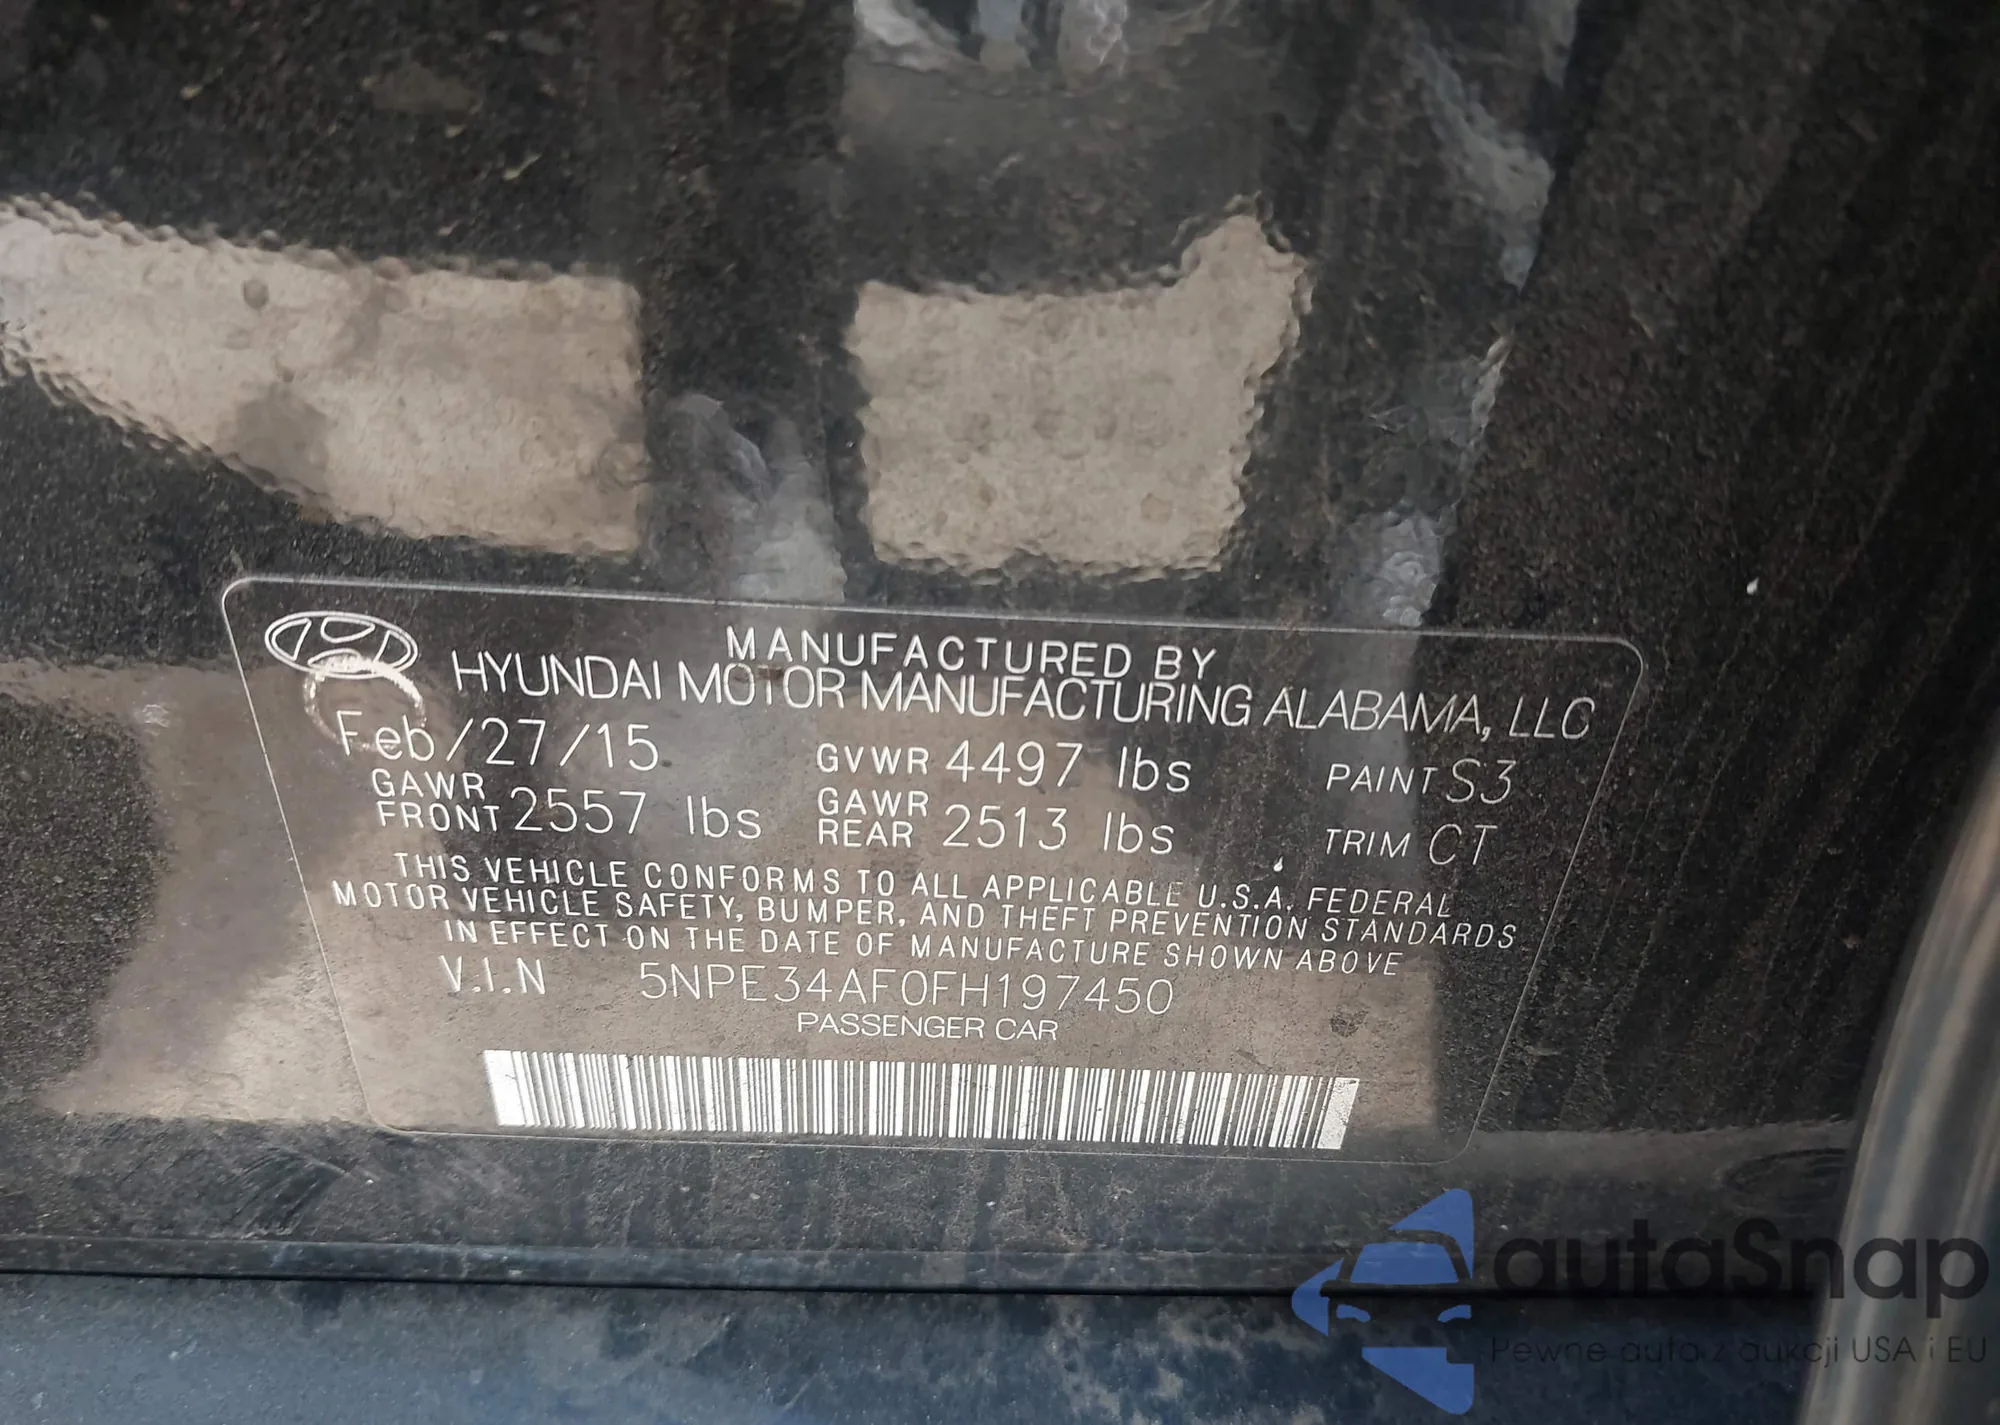 MANUFACTURED BY
HYUNDAI MOTOR MANUFACTURING ALABAMA, LLC
Feb/27/15 GVWR 4497 lbs PAINT S3
GAWR FRONT 2557 lbs GAWR REAR 2513 lbs TRIM CT
THIS VEHICLE CONFORMS TO ALL APPLICABLE U.S.A. FEDERAL
MOTOR VEHICLE SAFETY, BUMPER, AND THEFT PREVENTION STANDARDS
IN EFFECT ON THE DATE OF MANUFACTURE SHOWN ABOVE
V.I.N 5NPE34AF0FH197450
PASSENGER CAR
autaSnap
Pewne auta z aukcji USA i EU